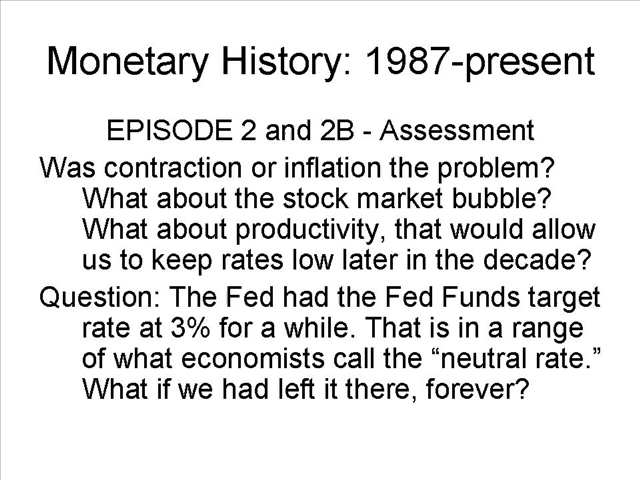 Monetary History: 1987-present
EPISODE 2 and 2B - Assessment
Was contraction or inflation the problem?
What about the stock market bubble?
What about productivity, that would allow
us to keep rates low later in the decade?
Question: The Fed had the Fed Funds target
rate at 3% for a while. That is in a range
of what economists call the “neutral rate.”
What if we had left it there, forever?